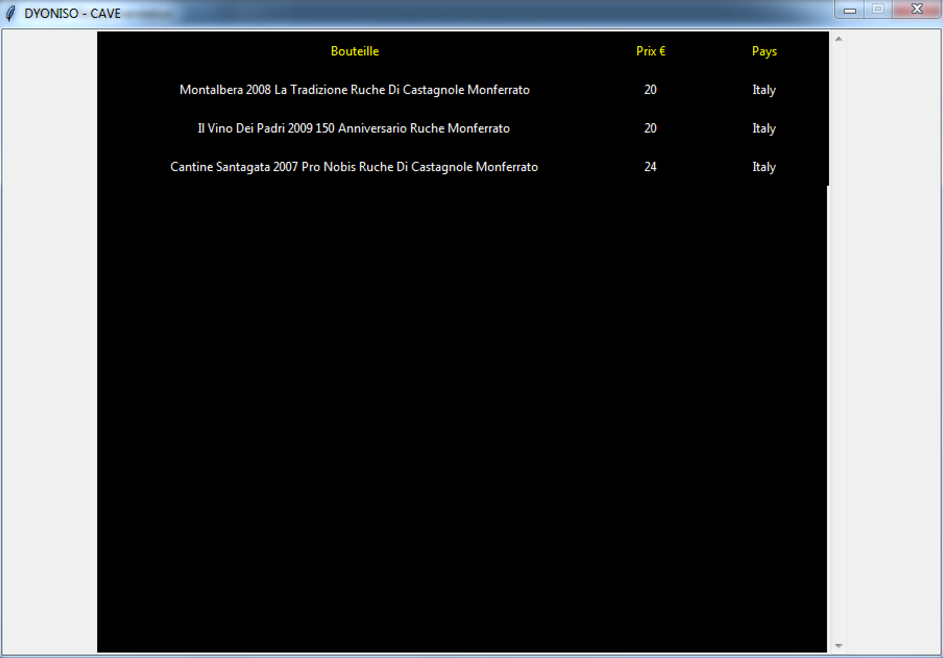 DYONISO - CAVE
Bouteille Prix € Pays
Montalbera 2008 La Tradizione Ruche Di Castagnole Monferrato 20 Italy
Il Vino Dei Padri 2009 150 Anniversario Ruche Monferrato 20 Italy
Cantine Santagata 2007 Pro Nobis Ruche Di Castagnole Monferrato 24 Italy